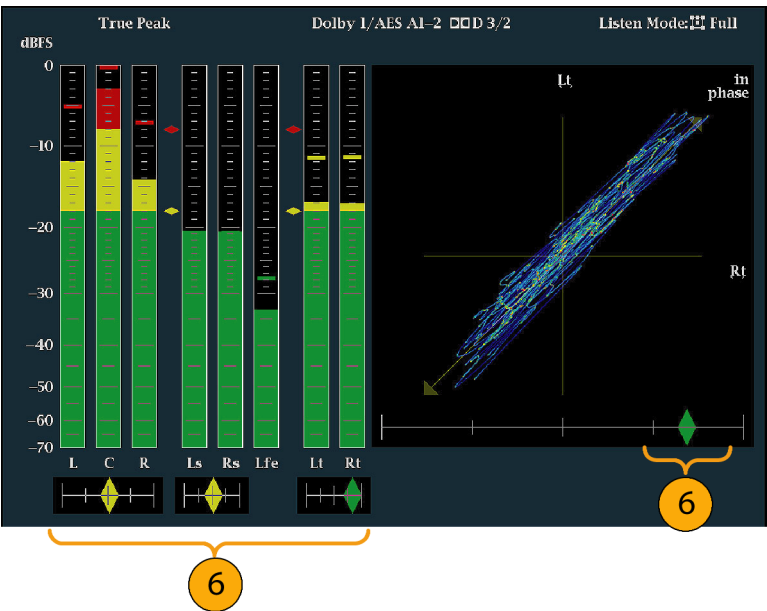 True Peak Dolby 1/AES A1–2 D 3/2 Listen Mode: Full
dBFS
0
–10
–20
–30
–40
–50
–60
–70
L C R Ls Rs Lfe Lt Rt
Lt
in
phase
Rt
6
6